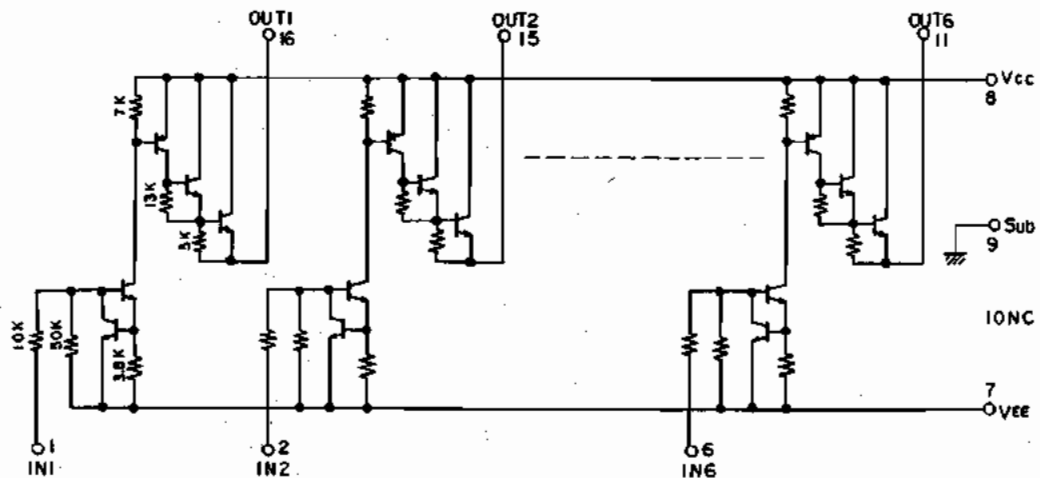 OUT1
16
OUT2
15
OUT6
11
Vcc
8
7K
13K
5K
Sub
9
10K
50K
3.8K
10NC
7
VEE
1
IN1
2
IN2
6
IN6